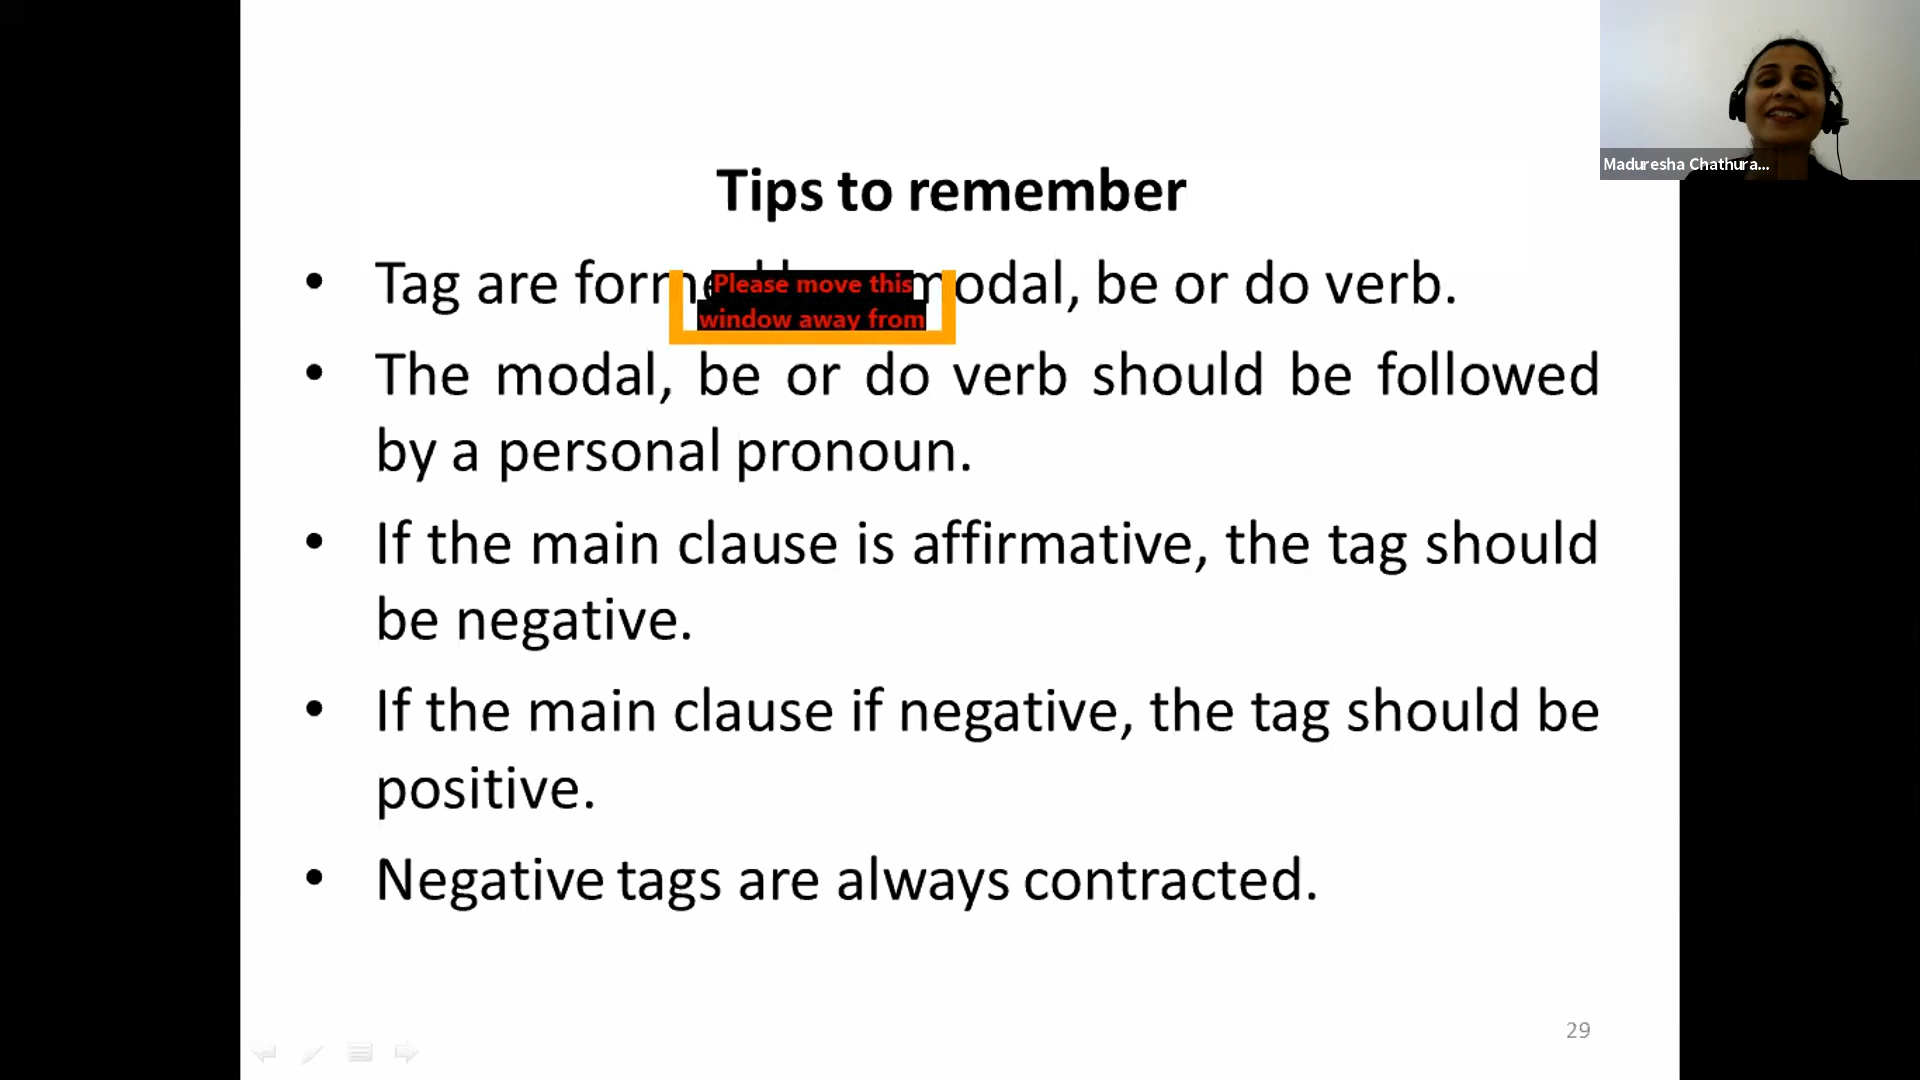 Maduresha Chathura...
Tips to remember
• Tag are modal, be or do verb.
Please move this
window away from
• The modal, be or do verb should be followed
by a personal pronoun.
• If the main clause is affirmative, the tag should
be negative.
• If the main clause if negative, the tag should be
positive.
• Negative tags are always contracted.
29